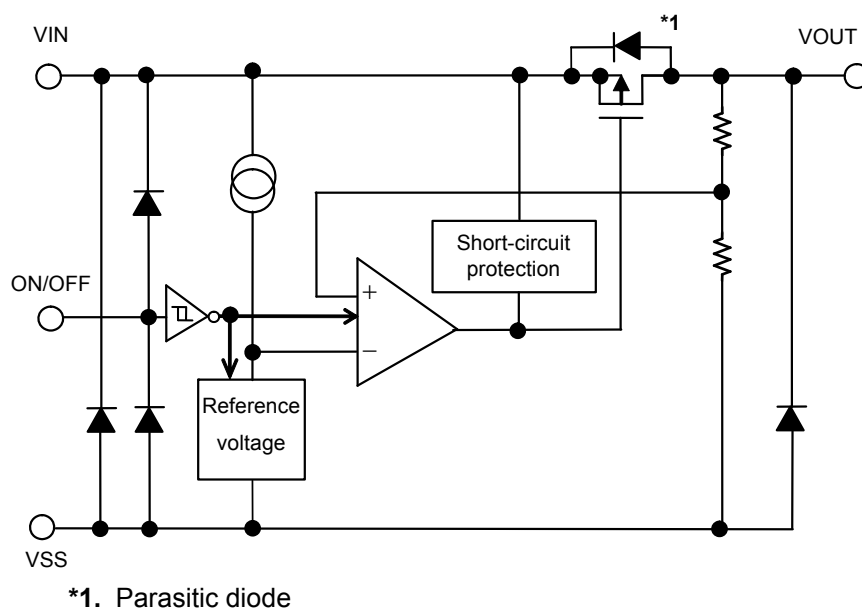 *1
VIN
VOUT
Short-circuit
protection
ON/OFF
+
−
Reference
voltage
VSS
*1. Parasitic diode